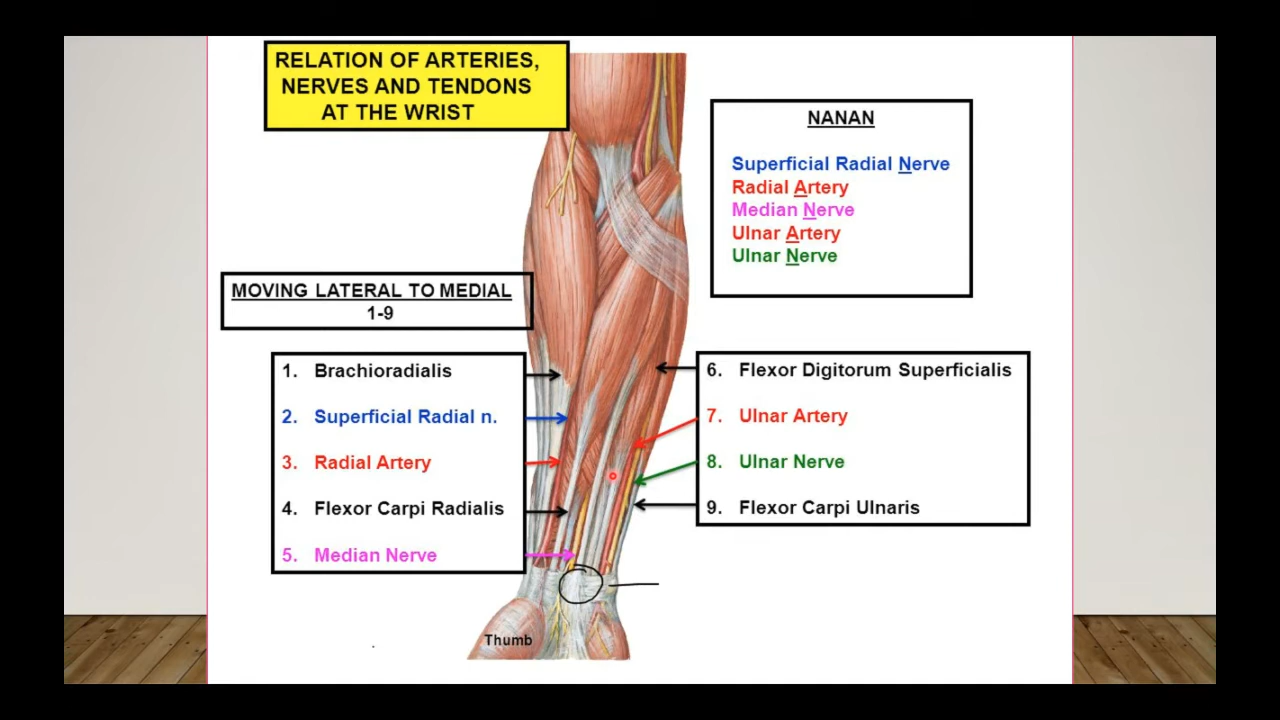 RELATION OF ARTERIES,
NERVES AND TENDONS
AT THE WRIST
NANAN
Superficial Radial Nerve
Radial Artery
Median Nerve
Ulnar Artery
Ulnar Nerve
MOVING LATERAL TO MEDIAL
1-9
1. Brachioradialis
2. Superficial Radial n.
3. Radial Artery
4. Flexor Carpi Radialis
5. Median Nerve
6. Flexor Digitorum Superficialis
7. Ulnar Artery
8. Ulnar Nerve
9. Flexor Carpi Ulnaris
Thumb